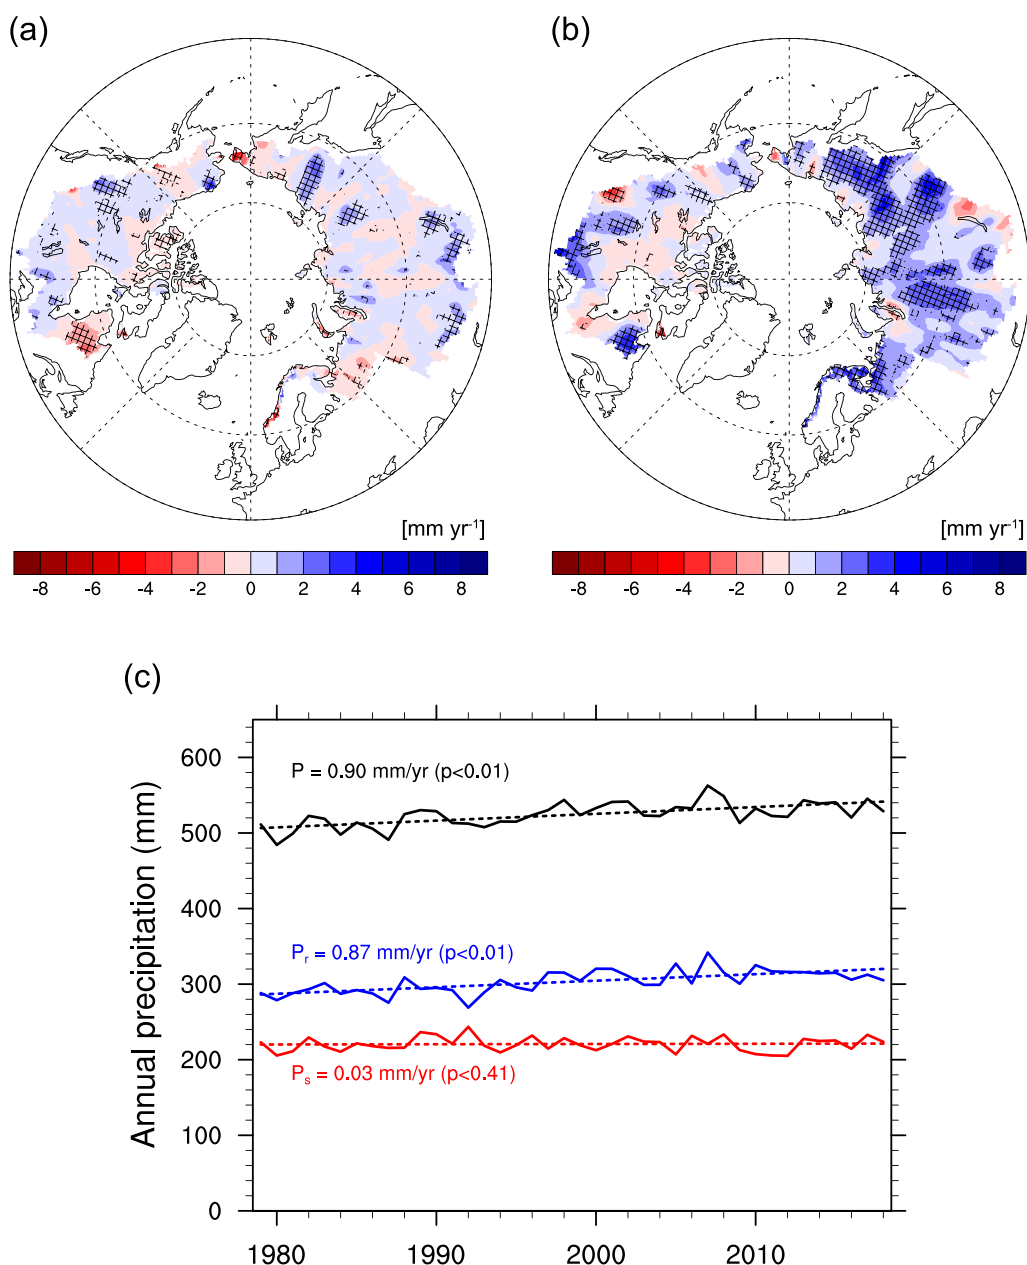 (a)
(b)
[mm yr-1]
[mm yr-1]
-8 -6 -4 -2 0 2 4 6 8
-8 -6 -4 -2 0 2 4 6 8
(c)
Annual precipitation (mm)
600
500
400
300
200
100
0
P = 0.90 mm/yr (p<0.01)
Pr = 0.87 mm/yr (p<0.01)
Ps = 0.03 mm/yr (p<0.41)
1980 1990 2000 2010